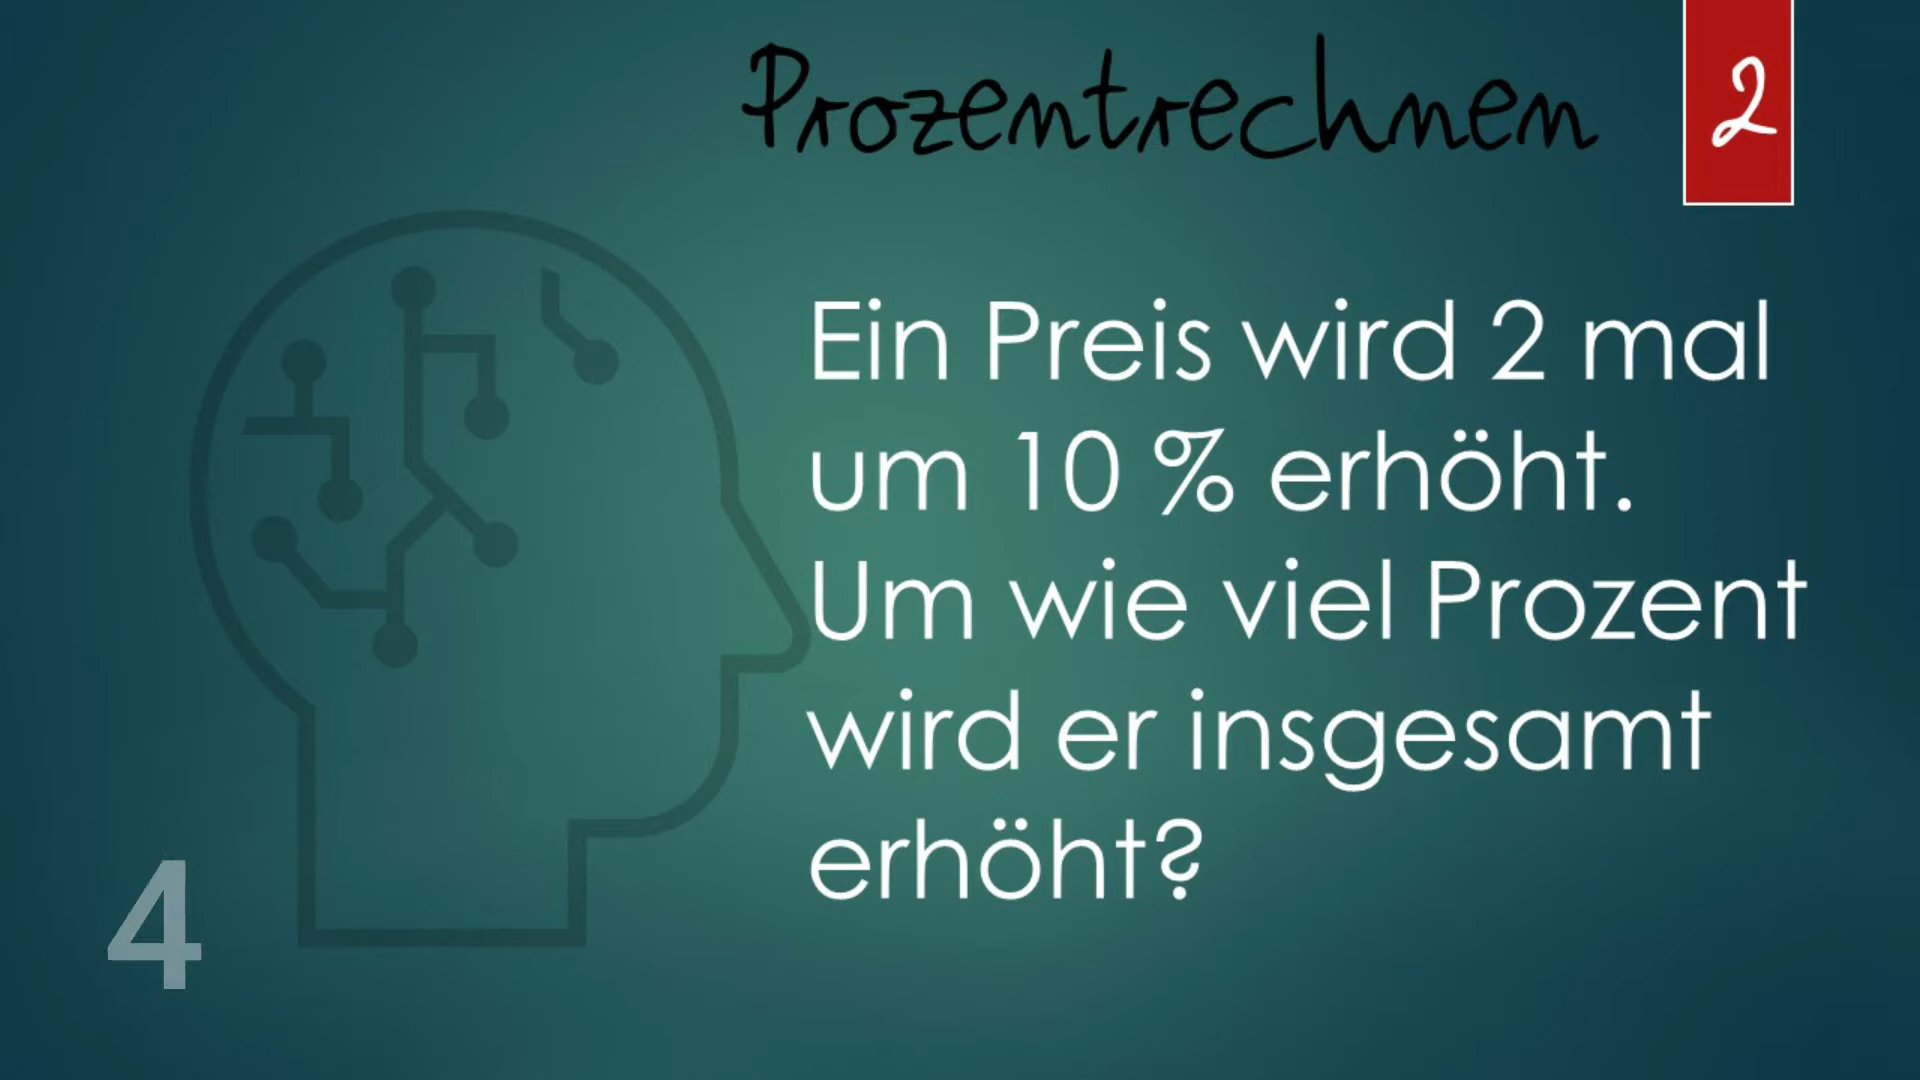 Prozentrechnen
2
Ein Preis wird 2 mal
um 10 % erhöht.
Um wie viel Prozent
wird er insgesamt
erhöht?
4